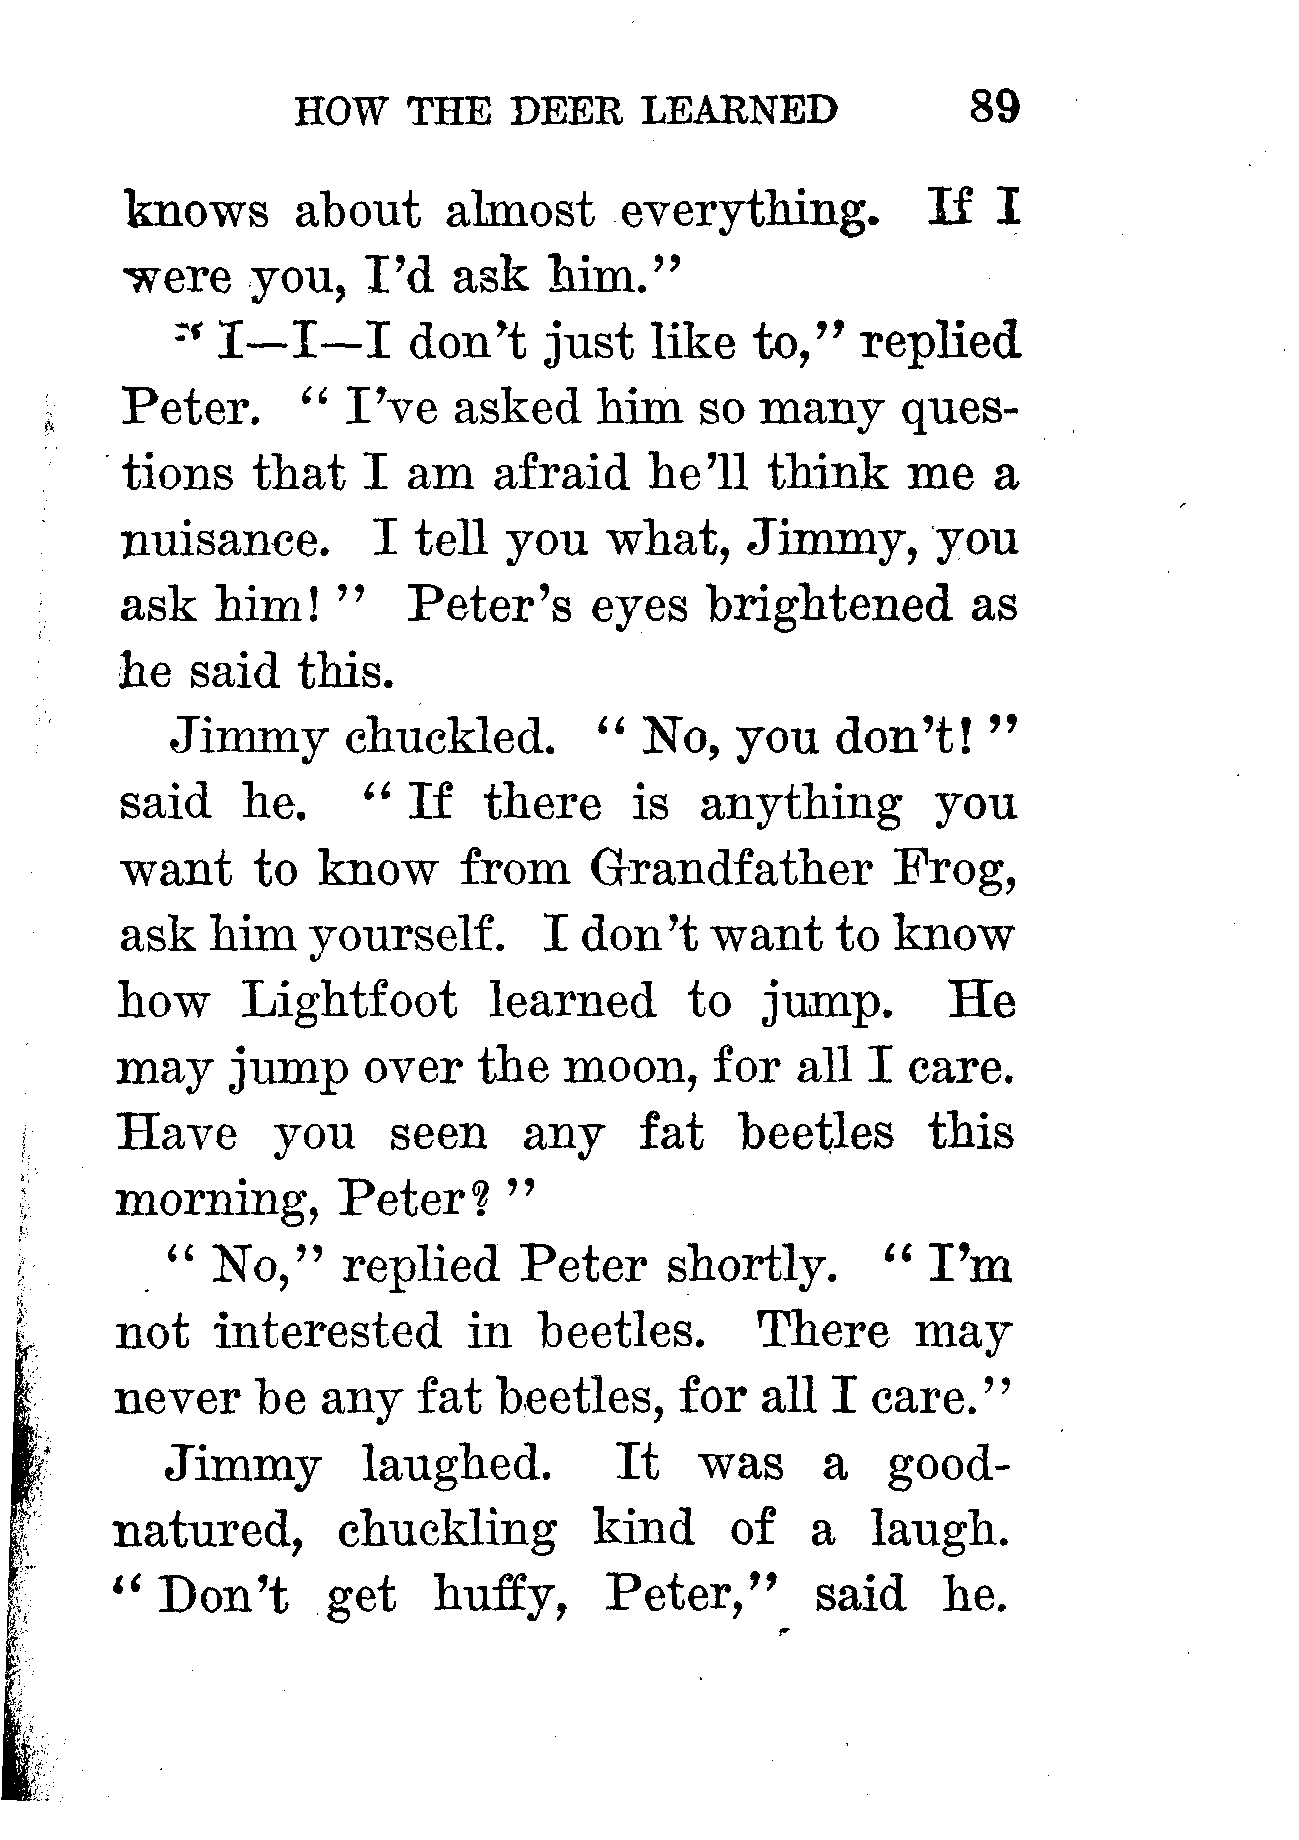 HOW THE DEER LEARNED 89
knows about almost everything. If I
were you, I'd ask him."
"I—I—I don't just like to," replied
Peter. "I've asked him so many ques-
tions that I am afraid he'll think me a
nuisance. I tell you what, Jimmy, you
ask him!" Peter's eyes brightened as
he said this.
Jimmy chuckled. "No, you don't!"
said he. "If there is anything you
want to know from Grandfather Frog,
ask him yourself. I don't want to know
how Lightfoot learned to jump. He
may jump over the moon, for all I care.
Have you seen any fat beetles this
morning, Peter?"
"No," replied Peter shortly. "I'm
not interested in beetles. There may
never be any fat beetles, for all I care."
Jimmy laughed. It was a good-
natured, chuckling kind of a laugh.
"Don't get huffy, Peter," said he.